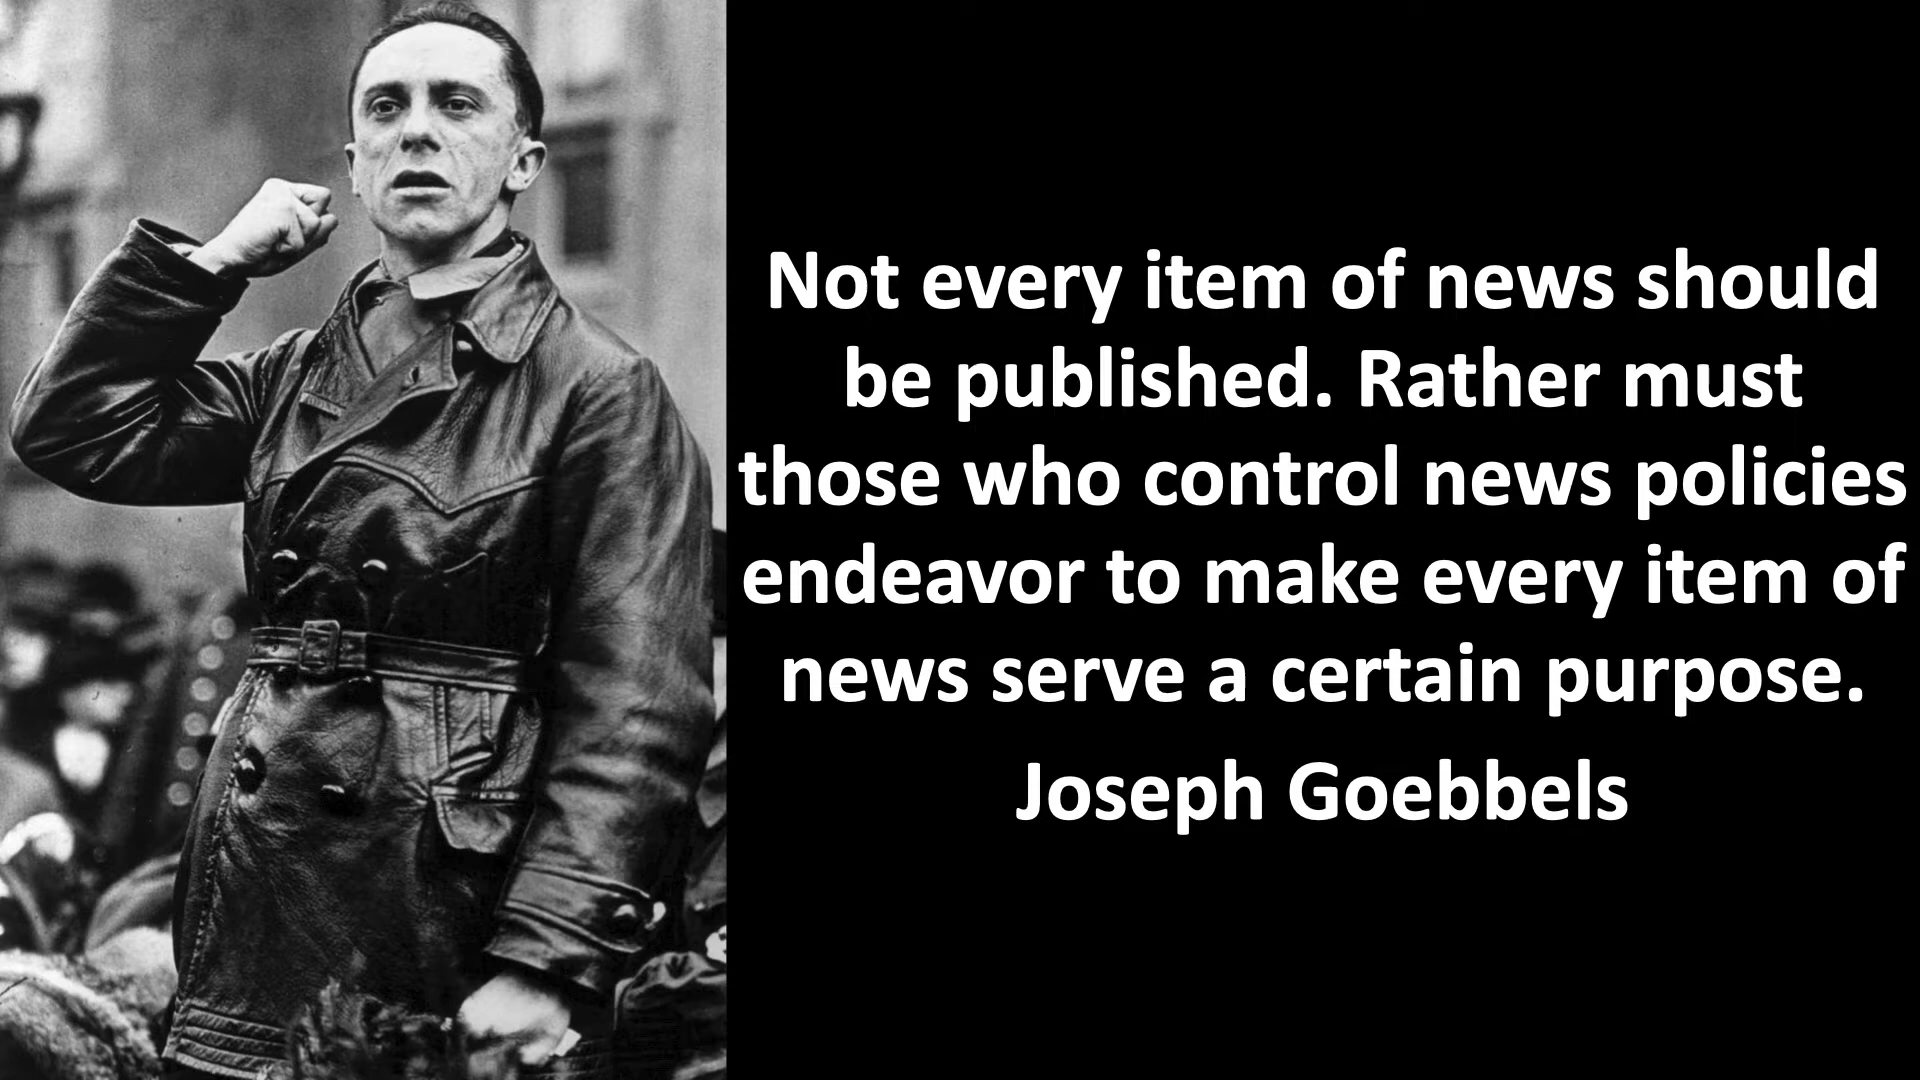 Not every item of news should
be published. Rather must
those who control news policies
endeavor to make every item of
news serve a certain purpose.
Joseph Goebbels